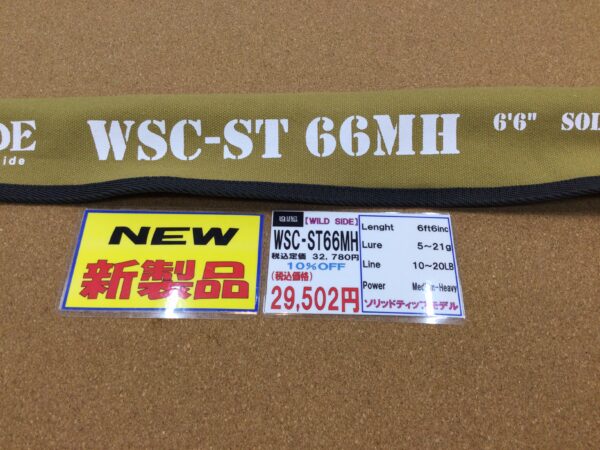 DE
WSC-ST 66MH 6'6" SOL
ide
NEW
新製品
【WILD SIDE】
WSC-ST66MH
税込定価 32,780円
10%OFF
(税込価格)
29,502円
Lenght 6ft6inc
Lure 5~21g
Line 10~20LB
Power Medium-Heavy
ソリッドティップモデル